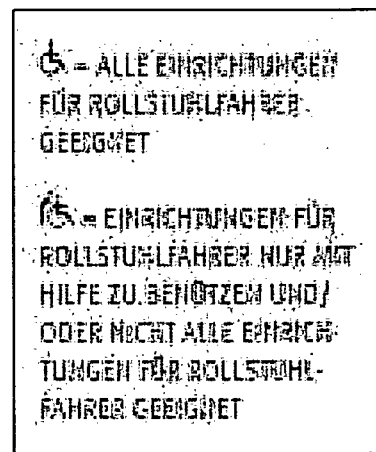 ♿ = ALLE EINRICHTUNGEN
FÜR ROLLSTUHLFAHRER
GEEIGNET
(♿ = EINRICHTUNGEN FÜR
ROLLSTUHLFAHRER NUR MIT
HILFE ZU BENÜTZEN UND/
ODER NICHT ALLE EINRICH-
TUNGEN FÜR ROLLSTUHL-
FAHRER GEEIGNET